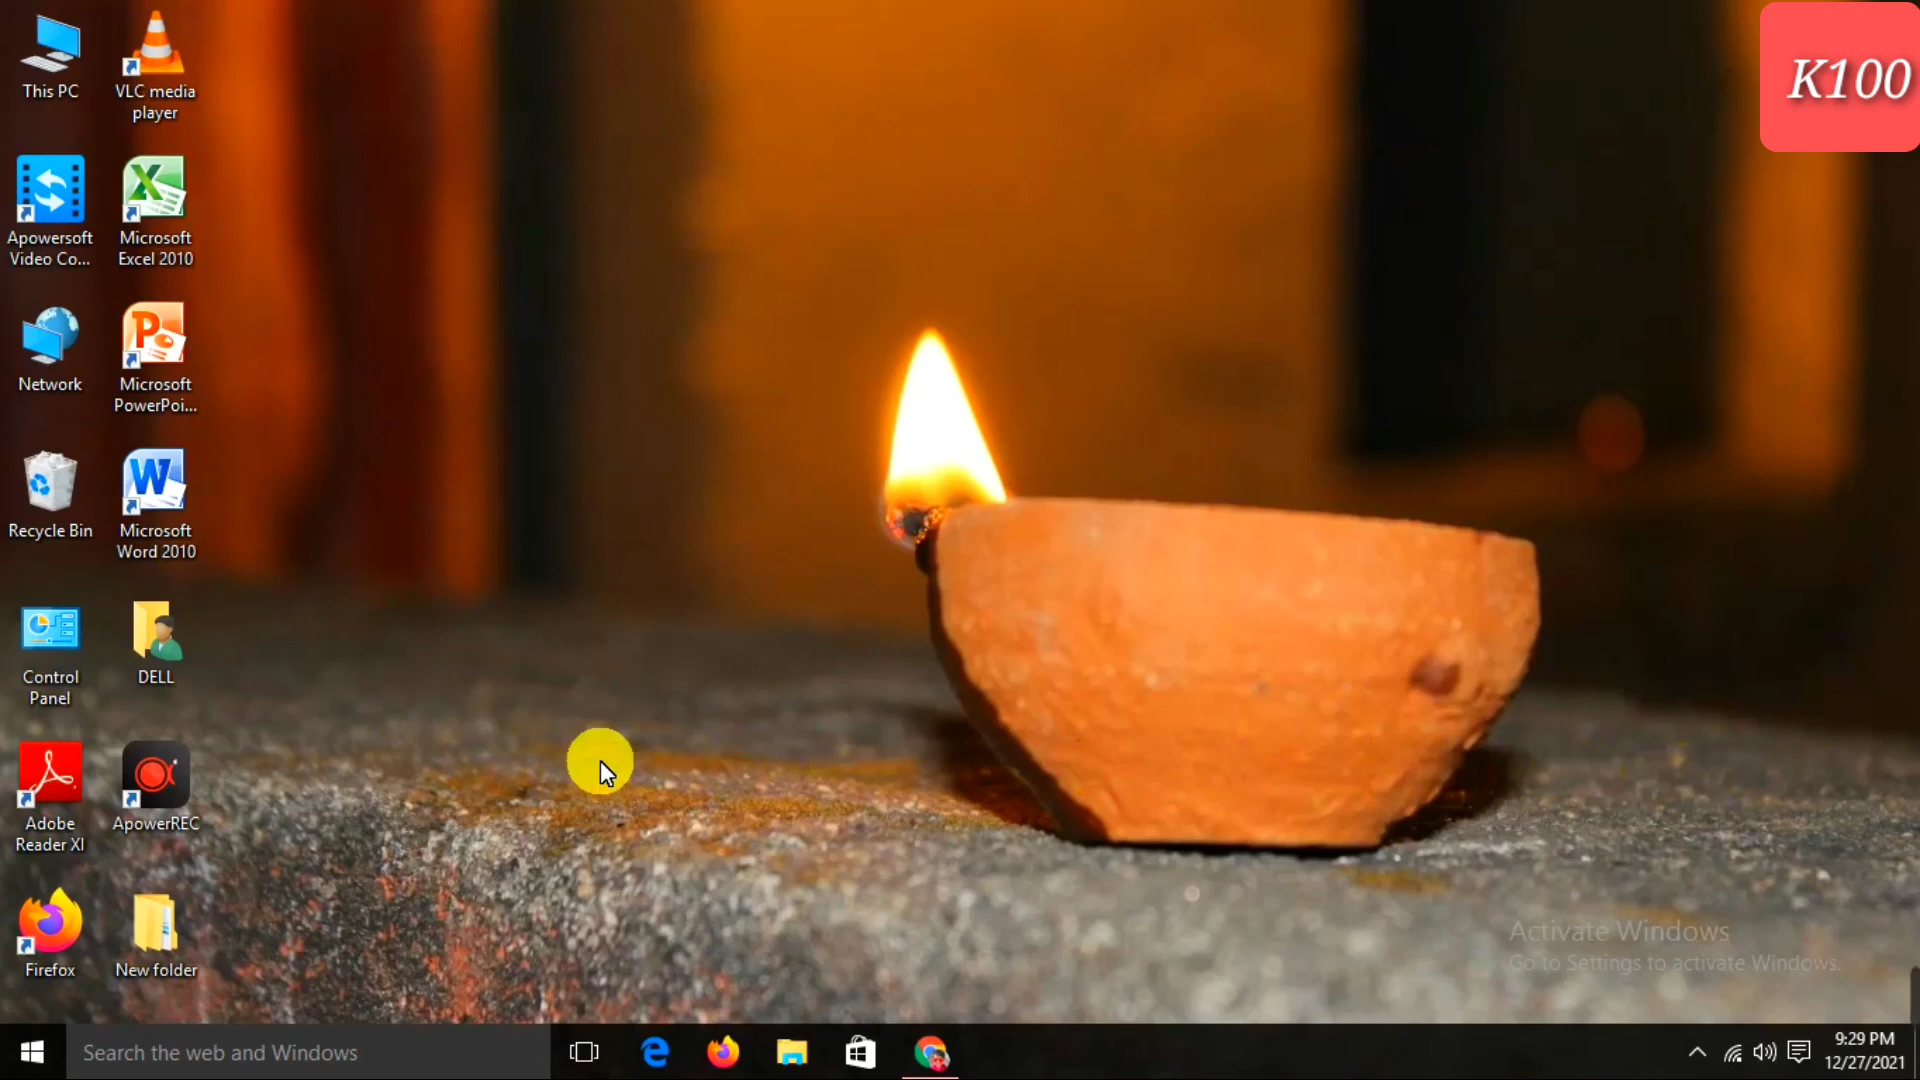 This PC
VLC media
player
K100
Apowersoft
Video Co...
Microsoft
Excel 2010
Network
Microsoft
PowerPoi...
Recycle Bin
Microsoft
Word 2010
Control
Panel
DELL
Adobe
Reader XI
ApowerREC
Firefox
New folder
Activate Windows
Go to Settings to activate Windows.
Search the web and Windows
9:29 PM
12/27/2021